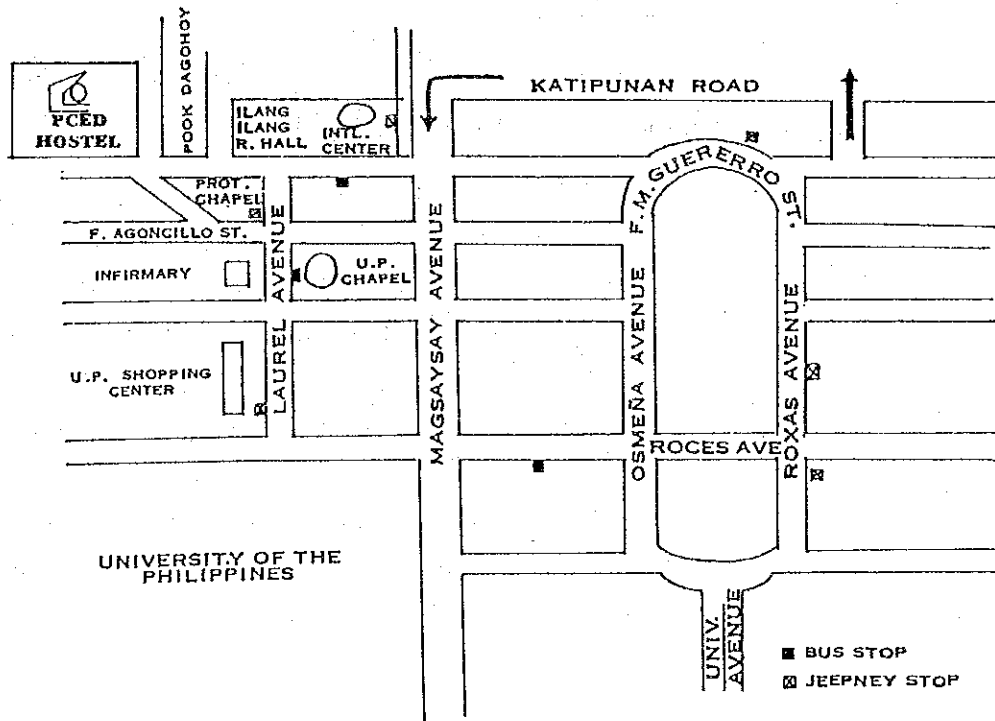 POOK DAGOHOY
KATIPUNAN ROAD
PCED
HOSTEL
ILANG
ILANG
R. HALL
INTL.
CENTER
F. M. GUERERRO ST.
PROT.
CHAPEL
F. AGONCILLO ST.
INFIRMARY
U.P.
CHAPEL
LAUREL AVENUE
MAGSAYSAY AVENUE
OSMEÑA AVENUE
ROXAS AVENUE
U.P. SHOPPING
CENTER
ROCES AVE
UNIVERSITY OF THE
PHILIPPINES
UNIV.
AVENUE
BUS STOP
JEEPNEY STOP